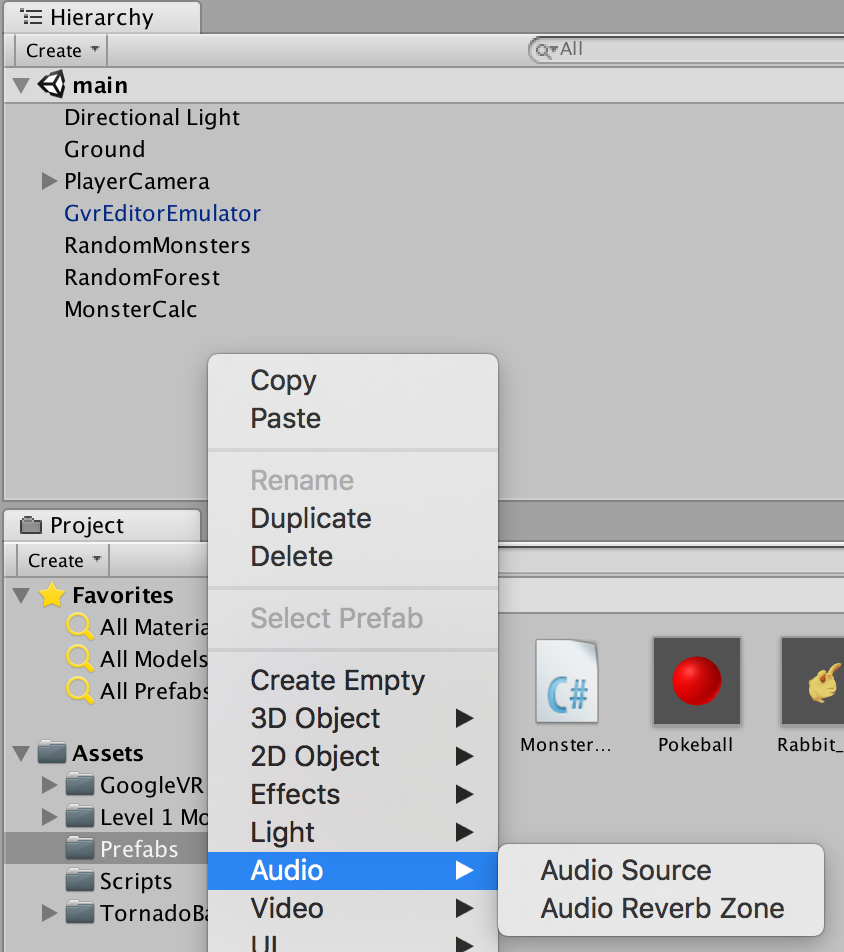 Hierarchy
Create
All
main
Directional Light
Ground
PlayerCamera
GvrEditorEmulator
RandomMonsters
RandomForest
MonsterCalc
Copy
Paste
Rename
Duplicate
Delete
Select Prefab
Create Empty
3D Object
2D Object
Effects
Light
Audio
Video
UI
Audio Source
Audio Reverb Zone
Project
Create
Favorites
All Materia
All Models
All Prefabs
Assets
GoogleVR
Level 1 Mo
Prefabs
Scripts
TornadoBa
C#
Monster...
Pokeball
Rabbit_